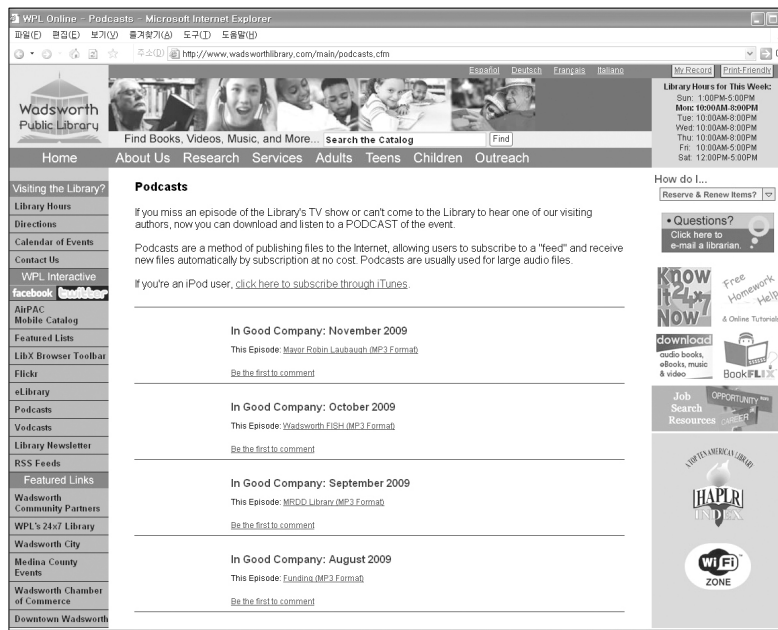 WPL Online - Podcasts - Microsoft Internet Explorer
파일(F) 편집(E) 보기(V) 즐겨찾기(A) 도구(T) 도움말(H)
주소(D) http://www.wadsworthlibrary.com/main/podcasts.cfm
Español Deutsch Français Italiano
My Record Print-Friendly
Wadsworth
Public Library
Find Books, Videos, Music, and More... Search the Catalog Find
Library Hours for This Week:
Sun: 1:00PM-5:00PM
Mon: 10:00AM-8:00PM
Tue: 10:00AM-8:00PM
Wed: 10:00AM-8:00PM
Thu: 10:00AM-8:00PM
Fri: 10:00AM-5:00PM
Sat: 12:00PM-5:00PM
Home About Us Research Services Adults Teens Children Outreach
Visiting the Library?
Library Hours
Directions
Calendar of Events
Contact Us
WPL Interactive
facebook twitter
AirPAC
Mobile Catalog
Featured Lists
LibX Browser Toolbar
Flickr
eLibrary
Podcasts
Vodcasts
Library Newsletter
RSS Feeds
Featured Links
Wadsworth
Community Partners
WPL's 24x7 Library
Wadsworth City
Medina County
Events
Wadsworth Chamber
of Commerce
Downtown Wadsworth
Podcasts
If you miss an episode of the Library's TV show or can't come to the Library to hear one of our visiting
authors, now you can download and listen to a PODCAST of the event.
Podcasts are a method of publishing files to the Internet, allowing users to subscribe to a "feed" and receive
new files automatically by subscription at no cost. Podcasts are usually used for large audio files.
If you're an iPod user, click here to subscribe through iTunes.
In Good Company: November 2009
This Episode: Mayor Robin Laubaugh (MP3 Format)
Be the first to comment
In Good Company: October 2009
This Episode: Wadsworth FISH (MP3 Format)
Be the first to comment
In Good Company: September 2009
This Episode: MRDD Library (MP3 Format)
Be the first to comment
In Good Company: August 2009
This Episode: Funding (MP3 Format)
Be the first to comment
How do I...
Reserve & Renew Items?
• Questions?
Click here to
e-mail a librarian.
Know
It 24x7
Now
Free
Homework
Help
& Online Tutorials
download
audio books,
eBooks, music
& video
BookFLIX
Job
Search
Resources
OPPORTUNITY
CAREER
A TOP TEN AMERICAN LIBRARY
HAPLR
INDEX
Wi Fi
ZONE